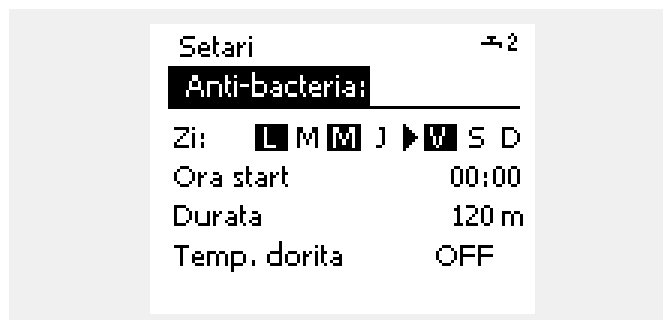 Setari 2
Anti-bacteria:
Zi: L M M J V S D
Ora start 00:00
Durata 120 m
Temp. dorita OFF